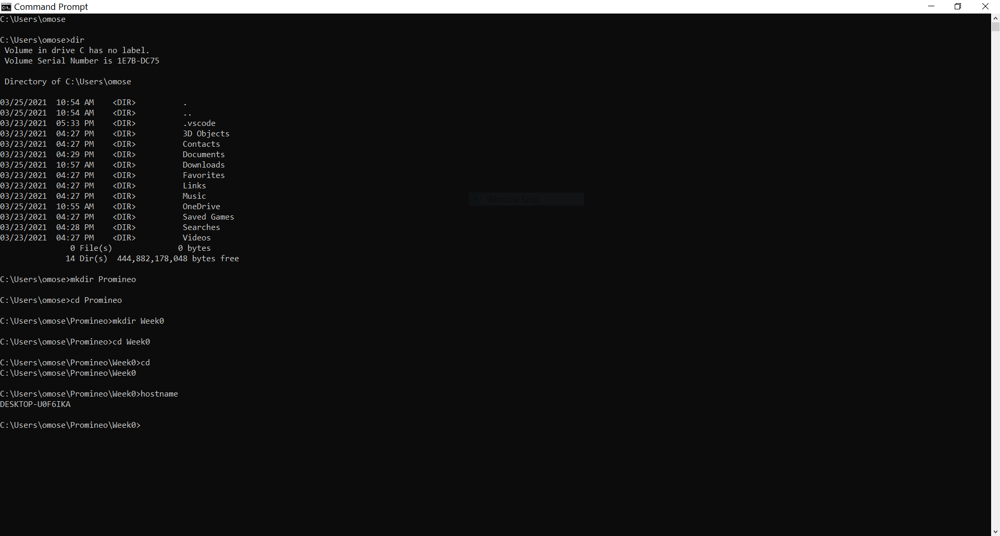 Command Prompt
C:\Users\omose

C:\Users\omose>dir
 Volume in drive C has no label.
 Volume Serial Number is 1E7B-DC75

 Directory of C:\Users\omose

03/25/2021  10:54 AM    <DIR>          .
03/25/2021  10:54 AM    <DIR>          ..
03/23/2021  05:33 PM    <DIR>          .vscode
03/23/2021  04:27 PM    <DIR>          3D Objects
03/23/2021  04:27 PM    <DIR>          Contacts
03/23/2021  04:29 PM    <DIR>          Documents
03/25/2021  10:57 AM    <DIR>          Downloads
03/23/2021  04:27 PM    <DIR>          Favorites
03/23/2021  04:27 PM    <DIR>          Links
03/23/2021  04:27 PM    <DIR>          Music
03/25/2021  10:55 AM    <DIR>          OneDrive
03/23/2021  04:27 PM    <DIR>          Saved Games
03/23/2021  04:28 PM    <DIR>          Searches
03/23/2021  04:27 PM    <DIR>          Videos
               0 File(s)              0 bytes
              14 Dir(s)  444,882,178,048 bytes free

C:\Users\omose>mkdir Promineo

C:\Users\omose>cd Promineo

C:\Users\omose\Promineo>mkdir Week0

C:\Users\omose\Promineo>cd Week0

C:\Users\omose\Promineo\Week0>cd
C:\Users\omose\Promineo\Week0

C:\Users\omose\Promineo\Week0>hostname
DESKTOP-U0F6IKA

C:\Users\omose\Promineo\Week0>
Window Snip